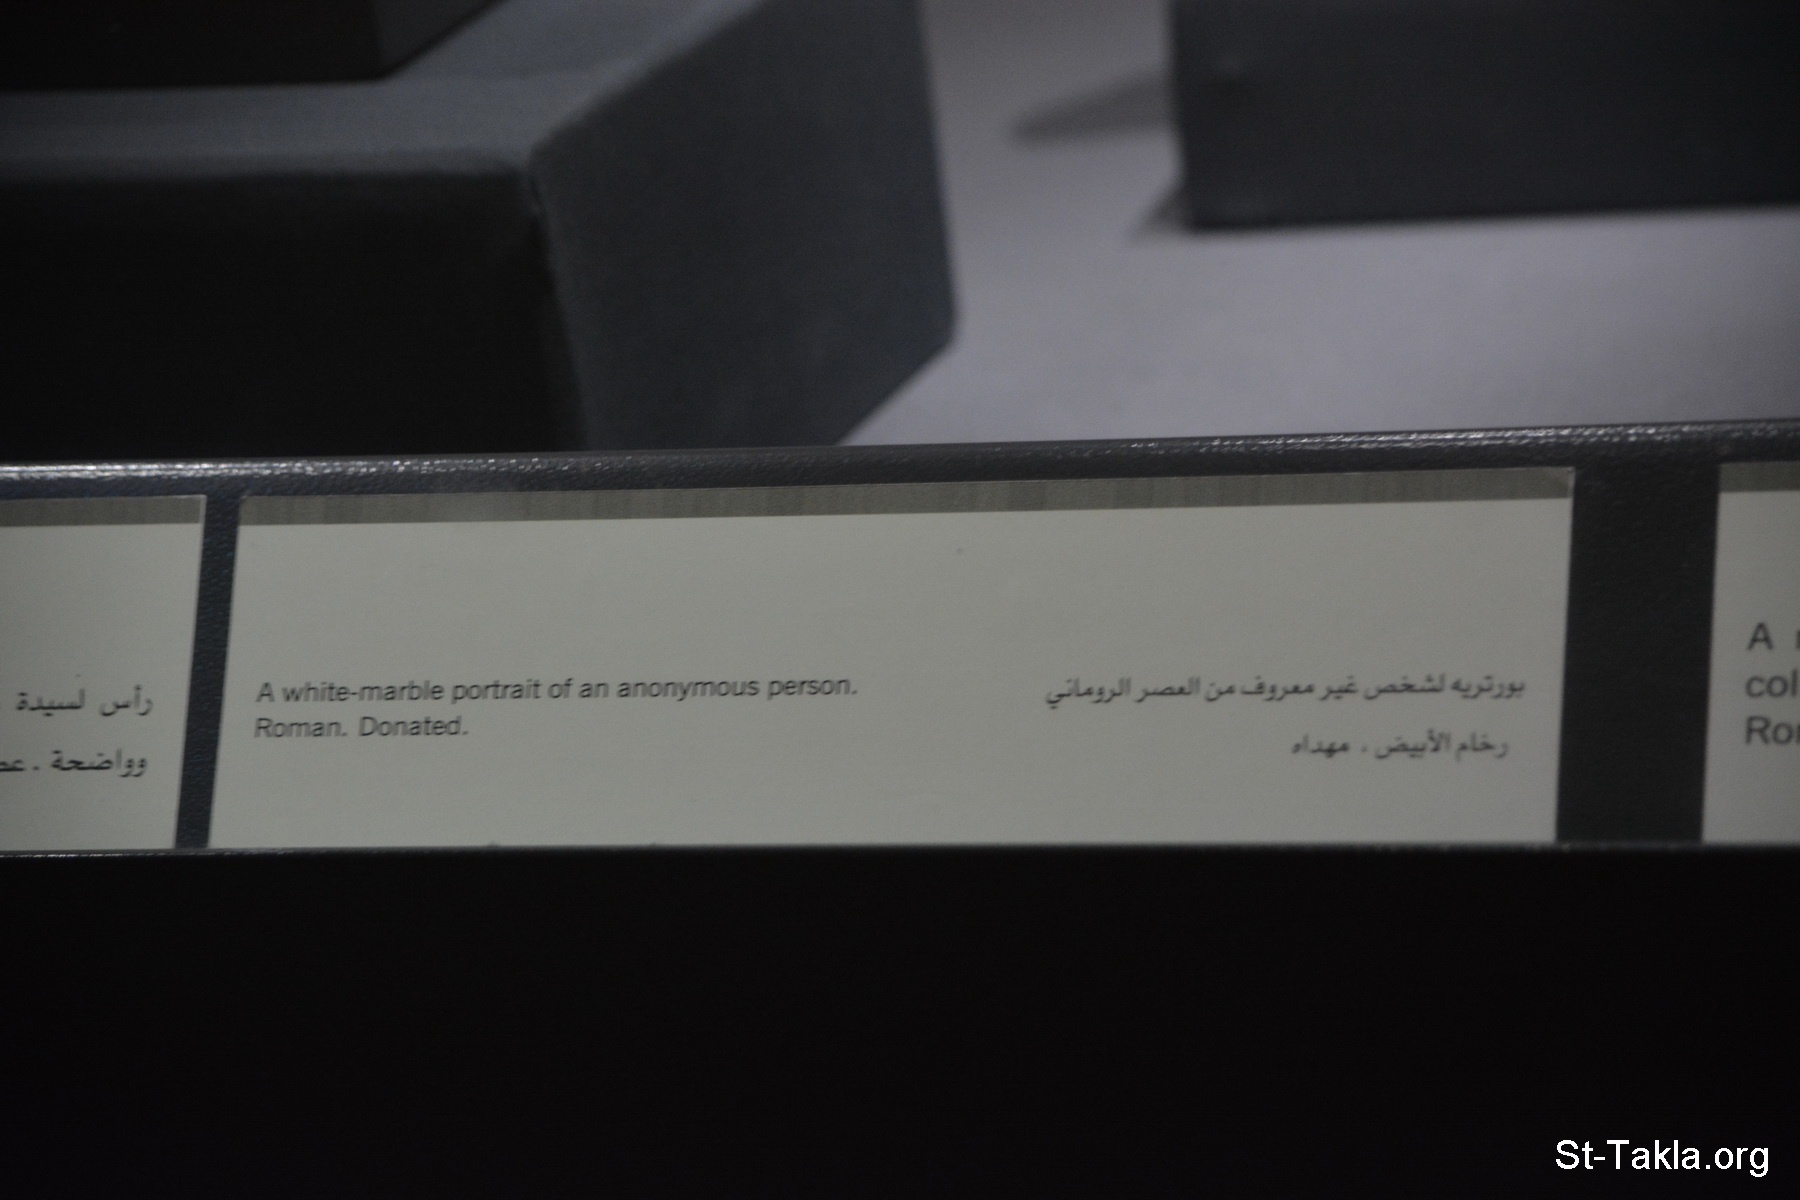 رأس لسيدة
وواضحة .
A white-marble portrait of an anonymous person.
Roman. Donated.
بورتريه لشخص غير معروف من العصر الروماني
رخام الأبيض . مهداه
A
col
Ro
St-Takla.org